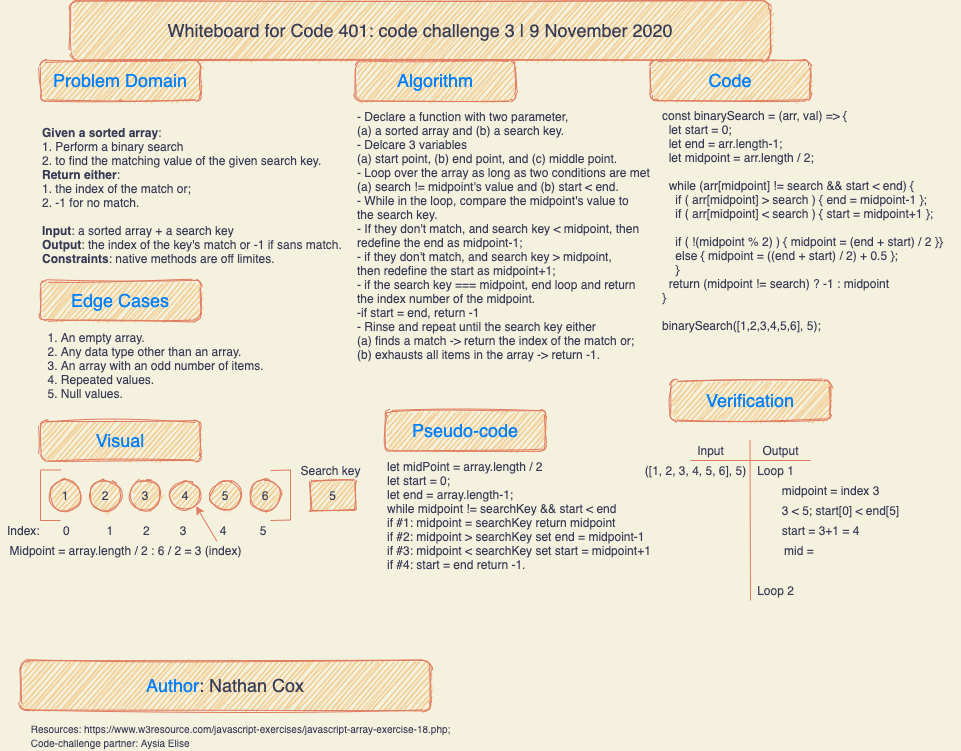 Whiteboard for Code 401: code challenge 3 | 9 November 2020
Problem Domain
Given a sorted array:
1. Perform a binary search
2. to find the matching value of the given search key.
Return either:
1. the index of the match or;
2. -1 for no match.
Input: a sorted array + a search key
Output: the index of the key's match or -1 if sans match.
Constraints: native methods are off limites.
Edge Cases
1. An empty array.
2. Any data type other than an array.
3. An array with an odd number of items.
4. Repeated values.
5. Null values.
Visual
Search key
1 2 3 4 5 6 5
Index: 0 1 2 3 4 5
Midpoint = array.length / 2 : 6 / 2 = 3 (index)
Algorithm
- Declare a function with two parameter,
(a) a sorted array and (b) a search key.
- Delcare 3 variables
(a) start point, (b) end point, and (c) middle point.
- Loop over the array as long as two conditions are met
(a) search != midpoint's value and (b) start < end.
- While in the loop, compare the midpoint's value to
the search key.
- If they don't match, and search key < midpoint, then
redefine the end as midpoint-1;
- if they don't match, and search key > midpoint,
then redefine the start as midpoint+1;
- if the search key === midpoint, end loop and return
the index number of the midpoint.
-if start = end, return -1
- Rinse and repeat until the search key either
(a) finds a match -> return the index of the match or;
(b) exhausts all items in the array -> return -1.
Pseudo-code
let midPoint = array.length / 2
let start = 0;
let end = array.length-1;
while midpoint != searchKey && start < end
if #1: midpoint = searchKey return midpoint
if #2: midpoint > searchKey set end = midpoint-1
if #3: midpoint < searchKey set start = midpoint+1
if #4: start = end return -1.
Code
const binarySearch = (arr, val) => {
let start = 0;
let end = arr.length-1;
let midpoint = arr.length / 2;
while (arr[midpoint] != search && start < end) {
if ( arr[midpoint] > search ) { end = midpoint-1 };
if ( arr[midpoint] < search ) { start = midpoint+1 };
if ( !(midpoint % 2) ) { midpoint = (end + start) / 2 }}
else { midpoint = ((end + start) / 2) + 0.5 };
}
return (midpoint != search) ? -1 : midpoint
}
binarySearch([1,2,3,4,5,6], 5);
Verification
Input Output
([1, 2, 3, 4, 5, 6], 5) Loop 1
midpoint = index 3
3 < 5; start[0] < end[5]
start = 3+1 = 4
mid =
Loop 2
Author: Nathan Cox
Resources: https://www.w3resource.com/javascript-exercises/javascript-array-exercise-18.php;
Code-challenge partner: Aysia Elise